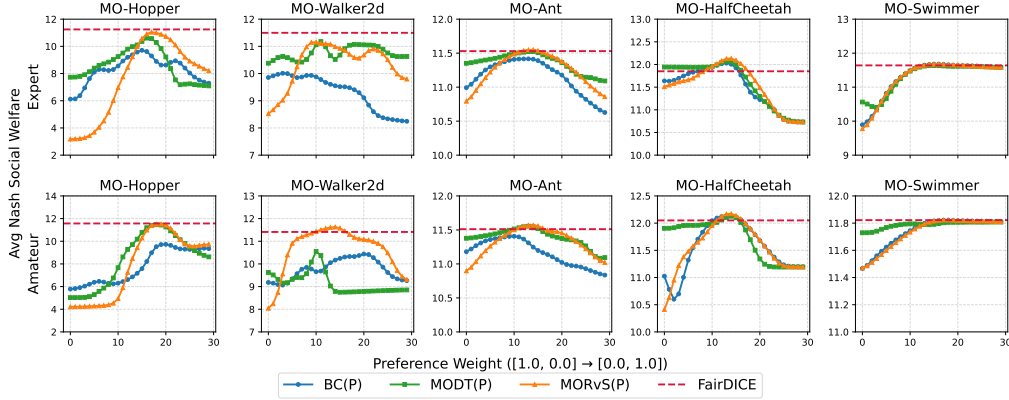 MO-Hopper MO-Walker2d MO-Ant MO-HalfCheetah MO-Swimmer
Avg Nash Social Welfare
Expert
12 10 8 6 4 2
12 11 10 9 8 7
12.0 11.5 11.0 10.5 10.0
13.0 12.5 12.0 11.5 11.0 10.5 10.0
13 12 11 10 9
MO-Hopper MO-Walker2d MO-Ant MO-HalfCheetah MO-Swimmer
Amateur
14 12 10 8 6 4 2
13 12 11 10 9 8 7
12.0 11.5 11.0 10.5 10.0
12.5 12.0 11.5 11.0 10.5 10.0
12.0 11.8 11.6 11.4 11.2 11.0
0 10 20 30 0 10 20 30 0 10 20 30 0 10 20 30 0 10 20 30
Preference Weight ([1.0, 0.0] → [0.0, 1.0])
BC(P) MODT(P) MORvS(P) FairDICE